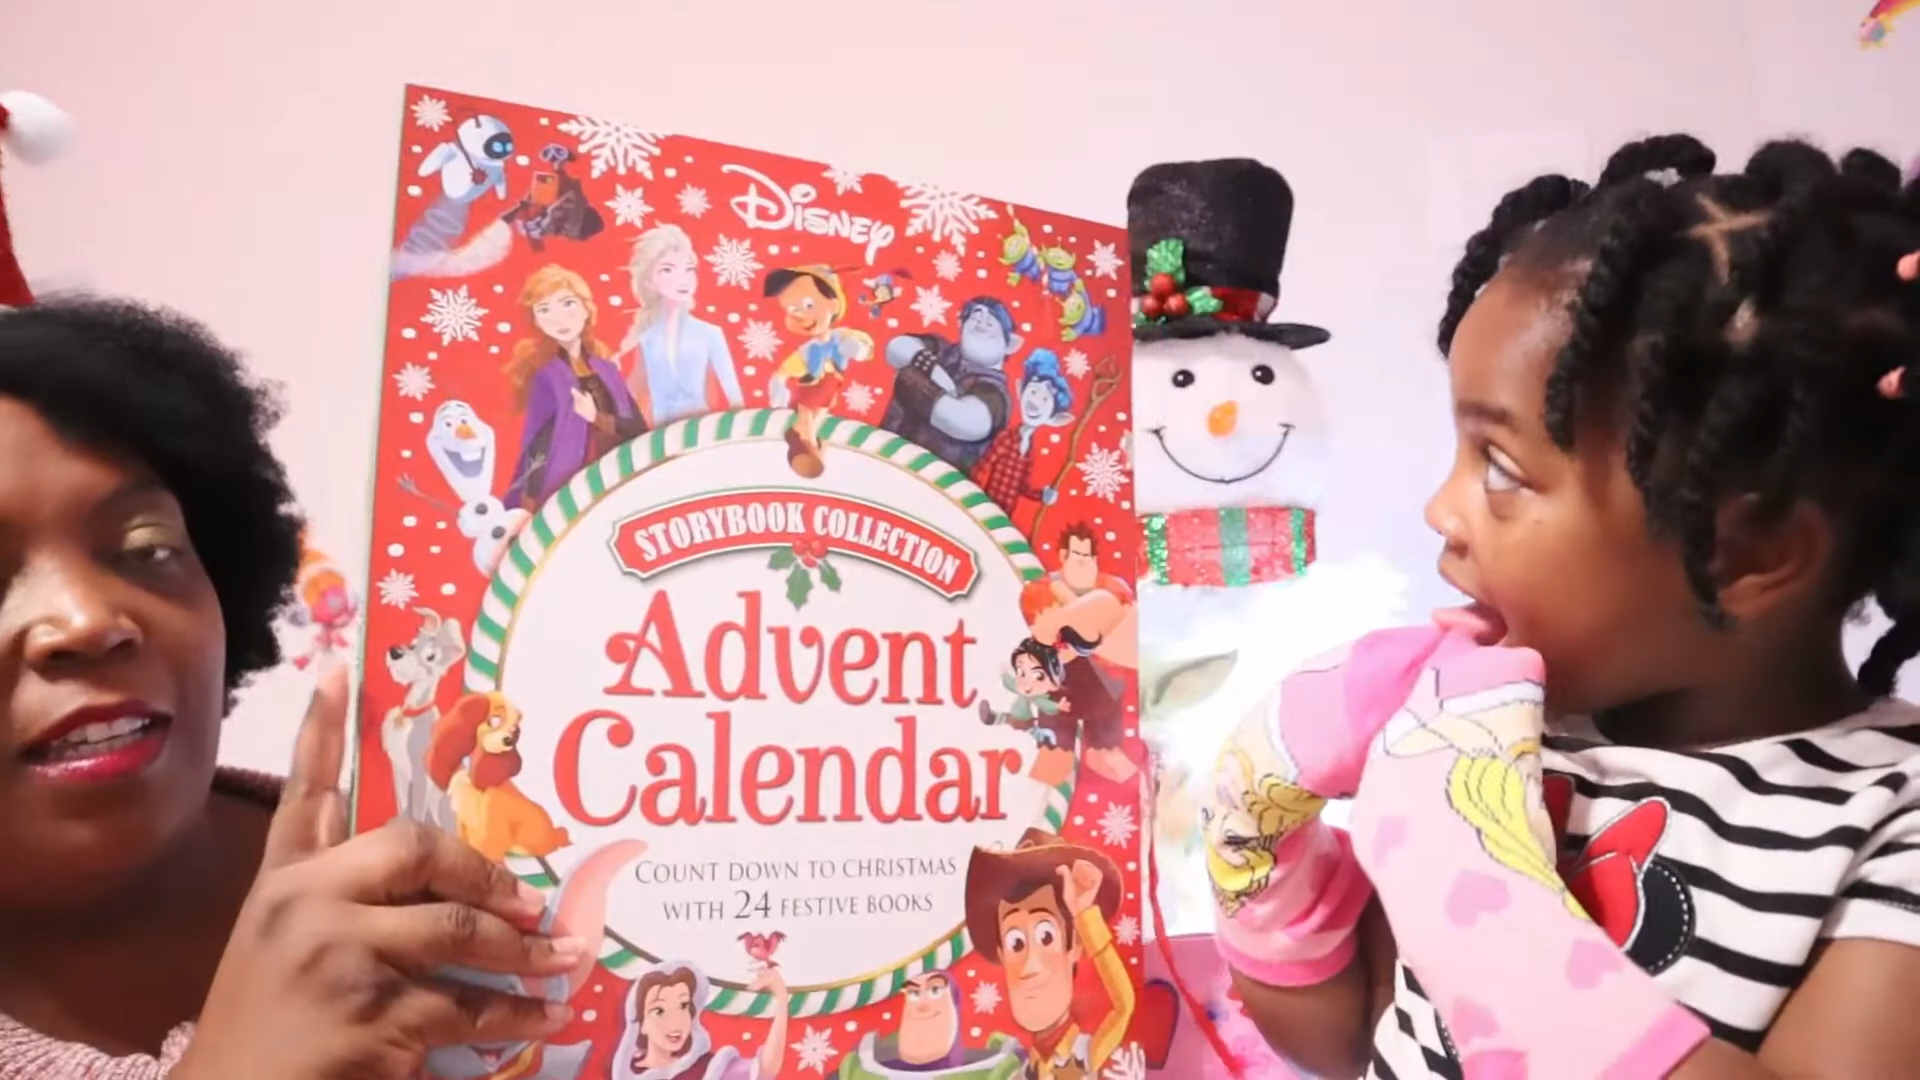 Disney
STORYBOOK COLLECTION
Advent
Calendar
COUNT DOWN TO CHRISTMAS
WITH 24 FESTIVE BOOKS